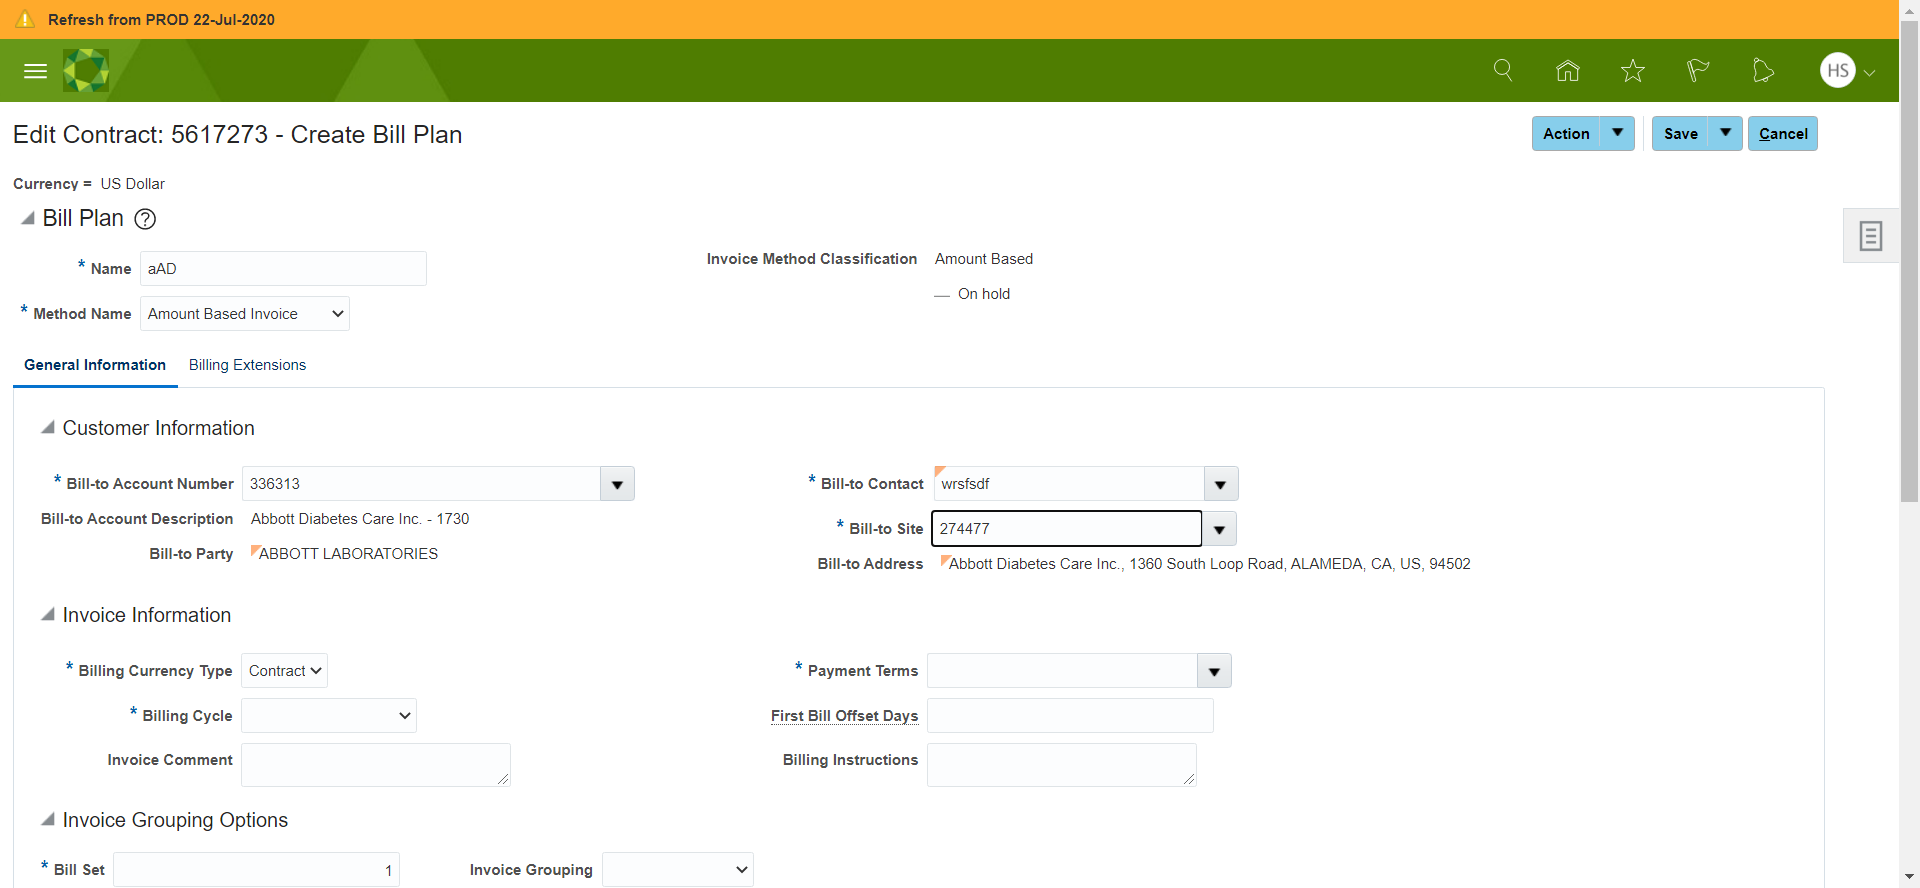 Refresh from PROD 22-Jul-2020
HS
Edit Contract: 5617273 - Create Bill Plan
Action
Save
Cancel
Currency = US Dollar
Bill Plan ?
* Name aAD
Invoice Method Classification Amount Based
On hold
* Method Name Amount Based Invoice
General Information
Billing Extensions
Customer Information
* Bill-to Account Number 336313
* Bill-to Contact wrsfsdf
Bill-to Account Description Abbott Diabetes Care Inc. - 1730
* Bill-to Site 274477
Bill-to Party ABBOTT LABORATORIES
Bill-to Address Abbott Diabetes Care Inc., 1360 South Loop Road, ALAMEDA, CA, US, 94502
Invoice Information
* Billing Currency Type Contract
* Payment Terms
* Billing Cycle
First Bill Offset Days
Invoice Comment
Billing Instructions
Invoice Grouping Options
* Bill Set 1
Invoice Grouping